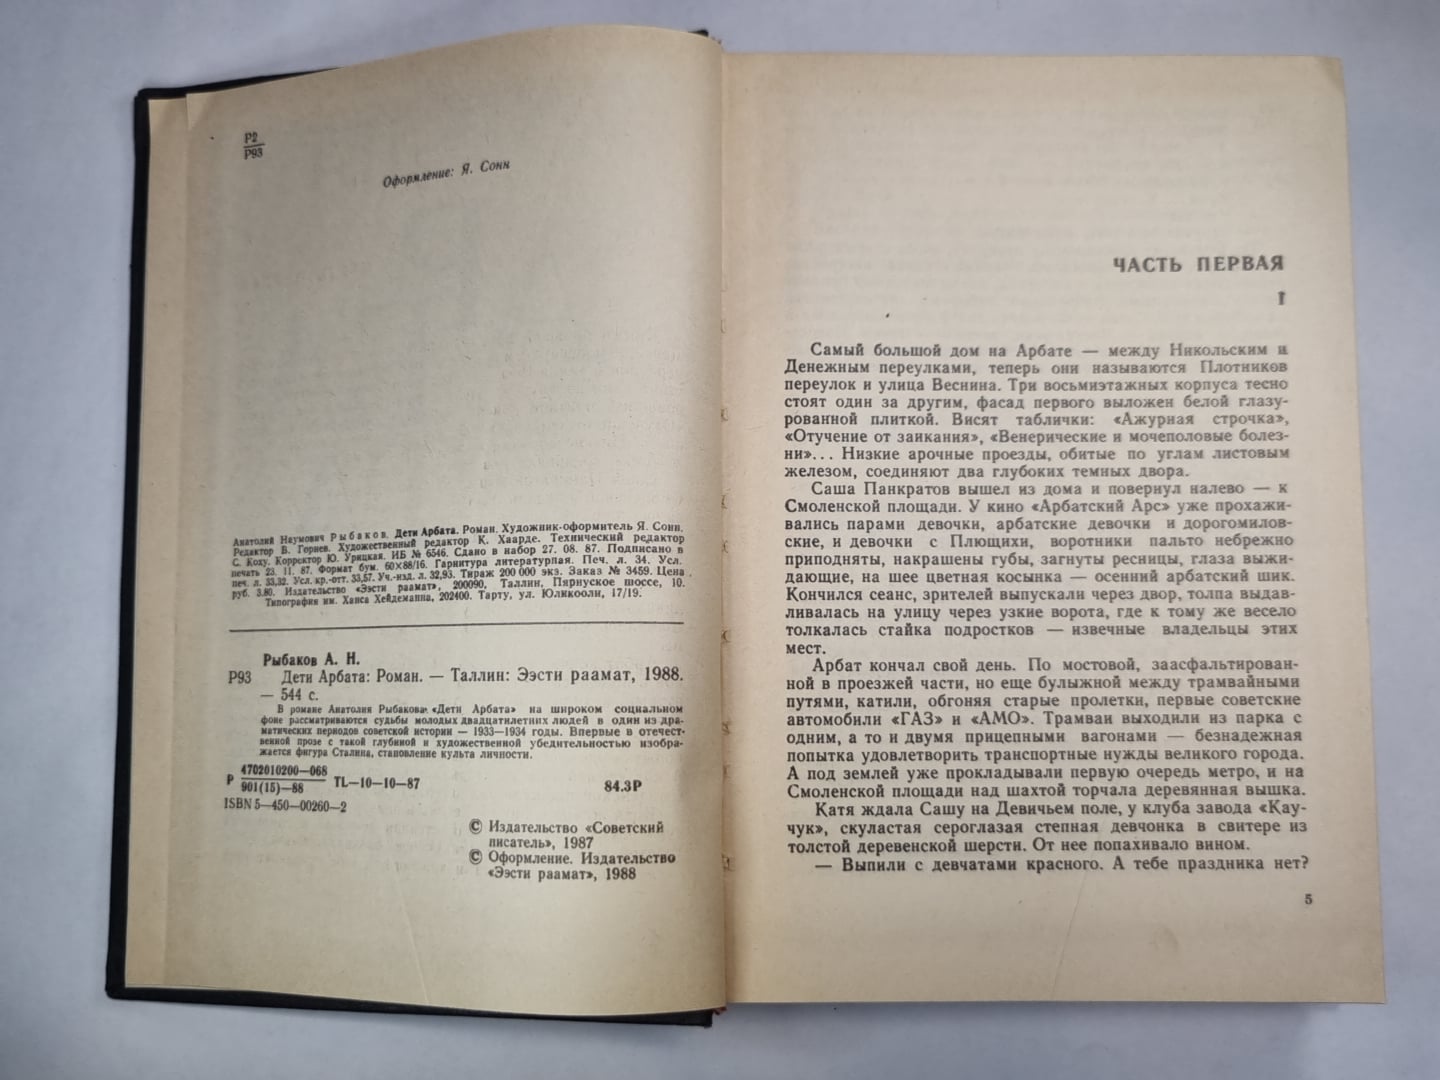 Р2
Р93
Оформление: Я. Сонн
Анатолий Наумович Рыбаков. Дети Арбата. Роман. Художник-оформитель Я. Сонн.
Редактор В. Горнев. Художественный редактор К. Хаарде. Технический редактор
С. Коху. Корректор Ю. Урицкая. ИБ № 6546. Сдано в набор 27. 08. 87. Подписано в
печать 23. 11. 87. Формат бум. 60×88/16. Гарнитура литературная. Печ. л. 34. Усл.
печ. л. 33,32. Усл. кр.-отт. 33,57. Уч.-изд. л. 32,93. Тираж 200 000 экз. Заказ № 3459. Цена
руб. 3.80. Издательство «Ээсти раамат», 200090, Таллин, Пярнуское шоссе, 10.
Типография им. Ханса Хейдеманна, 202400. Тарту, ул. Юликооли, 17/19.
Рыбаков А. Н.
Р93 Дети Арбата: Роман. — Таллин: Ээсти раамат, 1988.
— 544 с.
В романе Анатолия Рыбакова «Дети Арбата» на широком социальном
фоне рассматриваются судьбы молодых двадцатилетних людей в один из дра-
матических периодов советской истории — 1933—1934 годы. Впервые в отечест-
венной прозе с такой глубиной и художественной убедительностью изобра-
жается фигура Сталина, становление культа личности.
Р 4702010200—068
901(15)—88 TL—10—10—87
84.3Р
ISBN 5—450—00260—2
© Издательство «Советский
писатель», 1987
© Оформление. Издательство
«Ээсти раамат», 1988
ЧАСТЬ ПЕРВАЯ
1
Самый большой дом на Арбате — между Никольским и
Денежным переулками, теперь они называются Плотников
переулок и улица Веснина. Три восьмиэтажных корпуса тесно
стоят один за другим, фасад первого выложен белой глазу-
рованной плиткой. Висят таблички: «Ажурная строчка»,
«Отучение от заикания», «Венерические и мочеполовые болез-
ни»... Низкие арочные проезды, обитые по углам листовым
железом, соединяют два глубоких темных двора.
Саша Панкратов вышел из дома и повернул налево — к
Смоленской площади. У кино «Арбатский Арс» уже прохажи-
вались парами девочки, арбатские девочки и дорогомилов-
ские, и девочки с Плющихи, воротники пальто небрежно
приподняты, накрашены губы, загнуты ресницы, глаза выжи-
дающие, на шее цветная косынка — осенний арбатский шик.
Кончился сеанс, зрителей выпускали через двор, толпа выдав-
ливалась на улицу через узкие ворота, где к тому же весело
толкалась стайка подростков — извечные владельцы этих
мест.
Арбат кончал свой день. По мостовой, заасфальтирован-
ной в проезжей части, но еще булыжной между трамвайными
путями, катили, обгоняя старые пролетки, первые советские
автомобили «ГАЗ» и «АМО». Трамваи выходили из парка с
одним, а то и двумя прицепными вагонами — безнадежная
попытка удовлетворить транспортные нужды великого города.
А под землей уже прокладывали первую очередь метро, и на
Смоленской площади над шахтой торчала деревянная вышка.
Катя ждала Сашу на Девичьем поле, у клуба завода «Кау-
чук», скуластая сероглазая степная девчонка в свитере из
толстой деревенской шерсти. От нее попахивало вином.
— Выпили с девчатами красного. А тебе праздника нет?
5